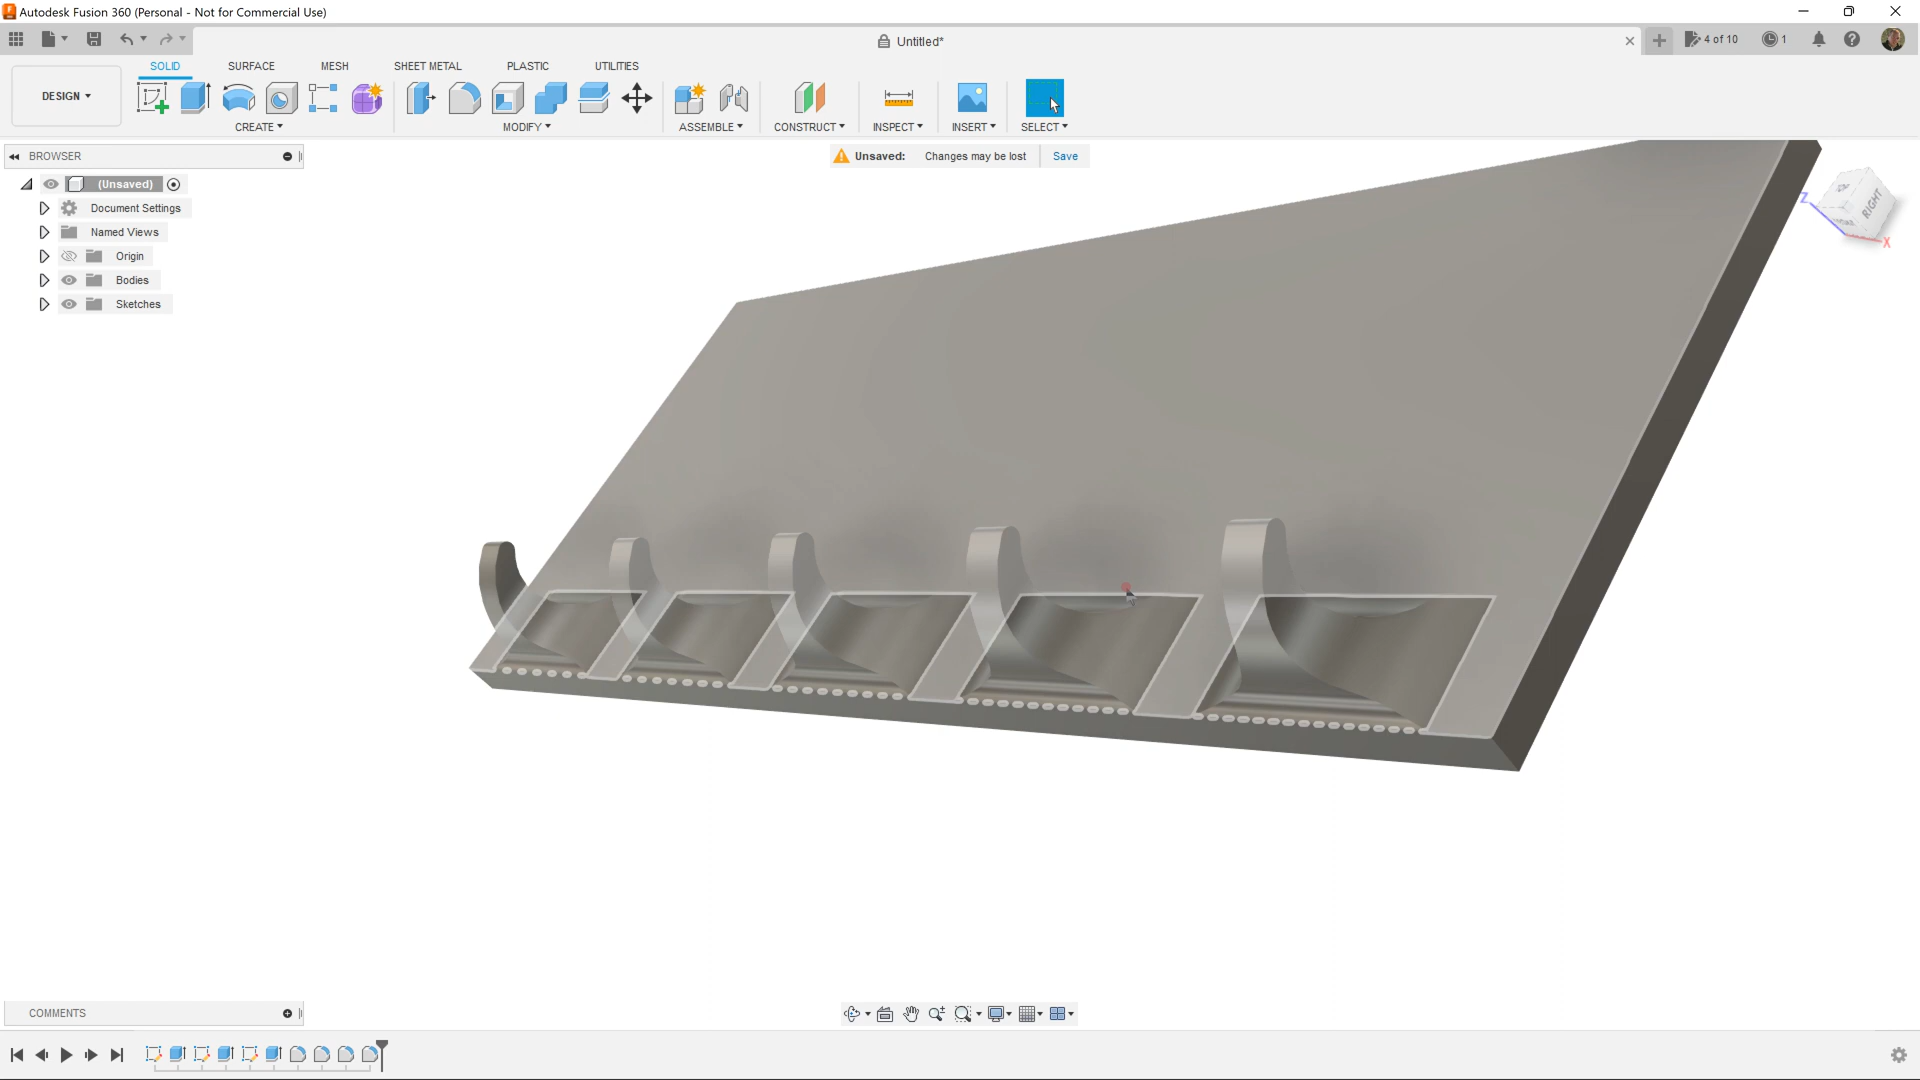 Autodesk Fusion 360 (Personal - Not for Commercial Use)
Untitled*
4 of 10
1
DESIGN
SOLID
SURFACE
MESH
SHEET METAL
PLASTIC
UTILITIES
CREATE
MODIFY
ASSEMBLE
CONSTRUCT
INSPECT
INSERT
SELECT
BROWSER
Unsaved:
Changes may be lost
Save
(Unsaved)
Document Settings
Named Views
Origin
Bodies
Sketches
Z
RIGHT
X
COMMENTS